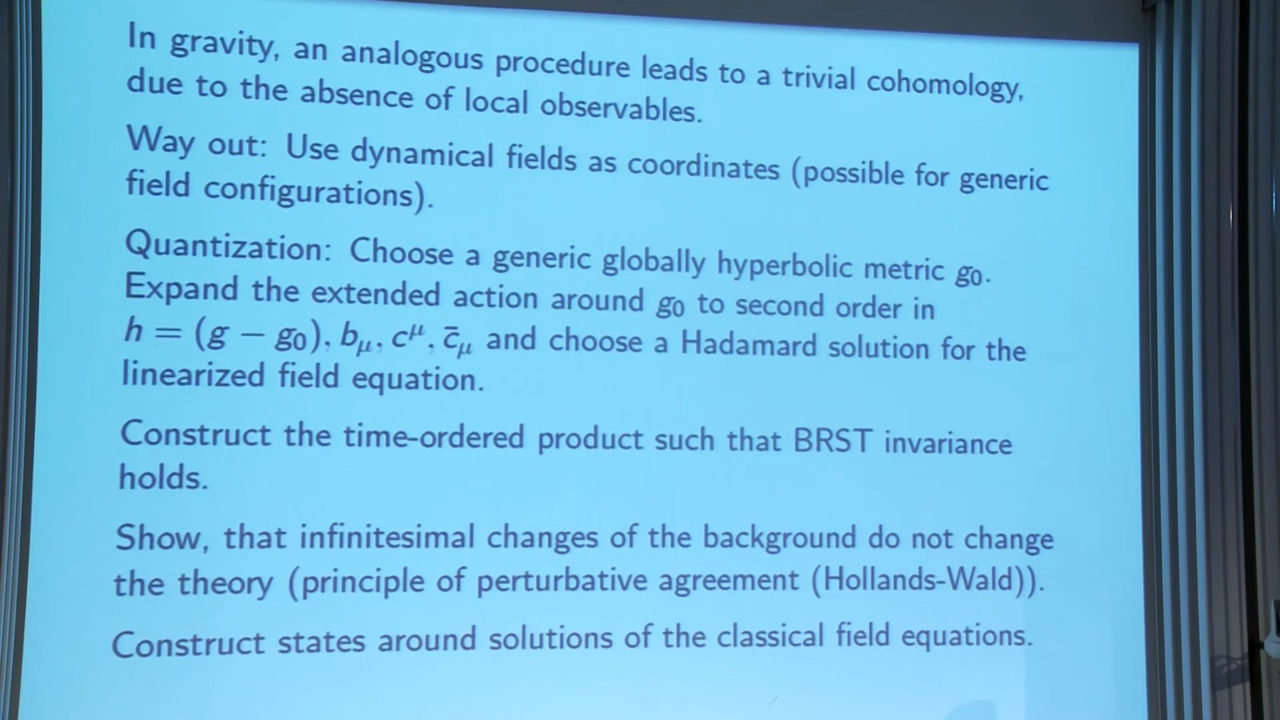 In gravity, an analogous procedure leads to a trivial cohomology,
due to the absence of local observables.
Way out: Use dynamical fields as coordinates (possible for generic
field configurations).
Quantization: Choose a generic globally hyperbolic metric g₀.
Expand the extended action around g₀ to second order in
h = (g − g₀), b_μ, c^μ, c̄_μ and choose a Hadamard solution for the
linearized field equation.
Construct the time-ordered product such that BRST invariance
holds.
Show, that infinitesimal changes of the background do not change
the theory (principle of perturbative agreement (Hollands-Wald)).
Construct states around solutions of the classical field equations.